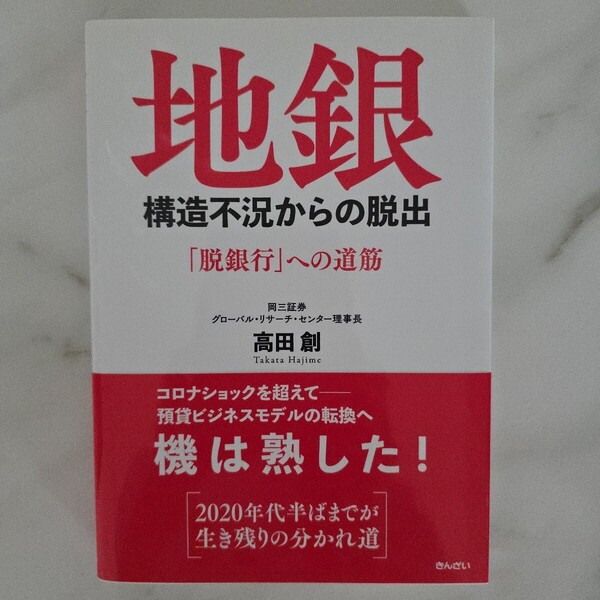 地銀
構造不況からの脱出
「脱銀行」への道筋
岡三証券
グローバル・リサーチ・センター理事長
高田 創
Takata Hajime
コロナショックを超えて――
預貸ビジネスモデルの転換へ
機は熟した!
2020年代半ばまでが
生き残りの分かれ道
きんざい